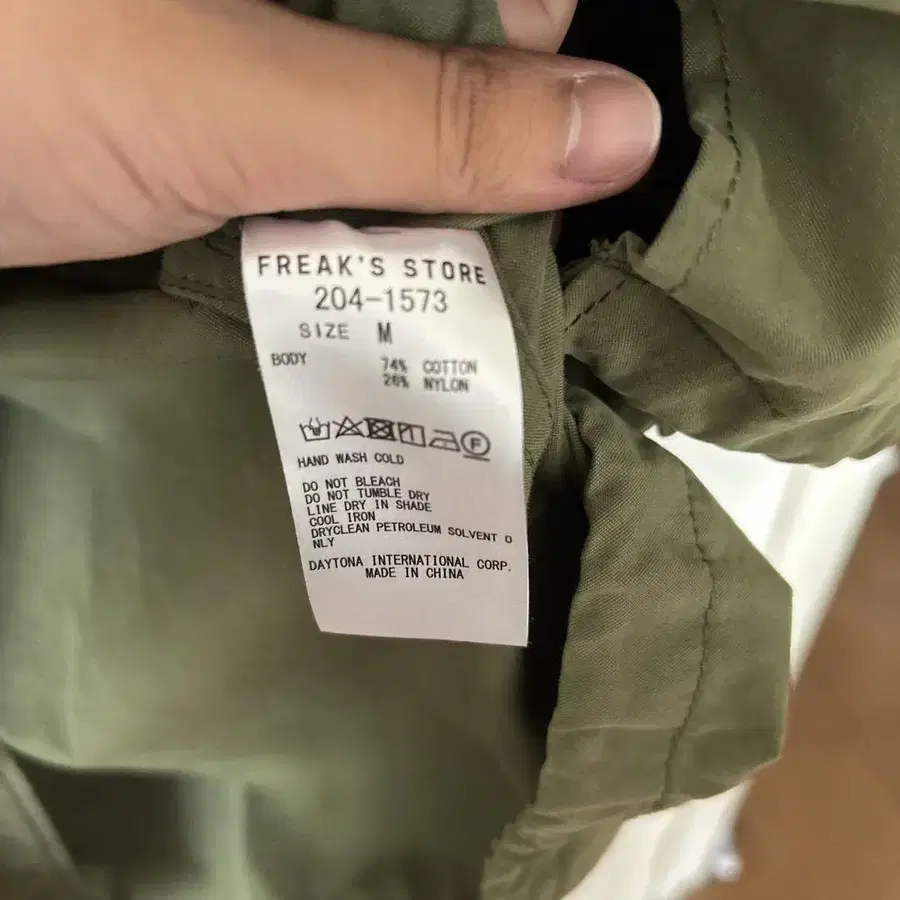 FREAK'S STORE
204-1573
SIZE M
BODY 74% COTTON
26% NYLON
F
HAND WASH COLD
DO NOT BLEACH
DO NOT TUMBLE DRY
LINE DRY IN SHADE
COOL IRON
DRYCLEAN PETROLEUM SOLVENT O
NLY
DAYTONA INTERNATIONAL CORP.
MADE IN CHINA